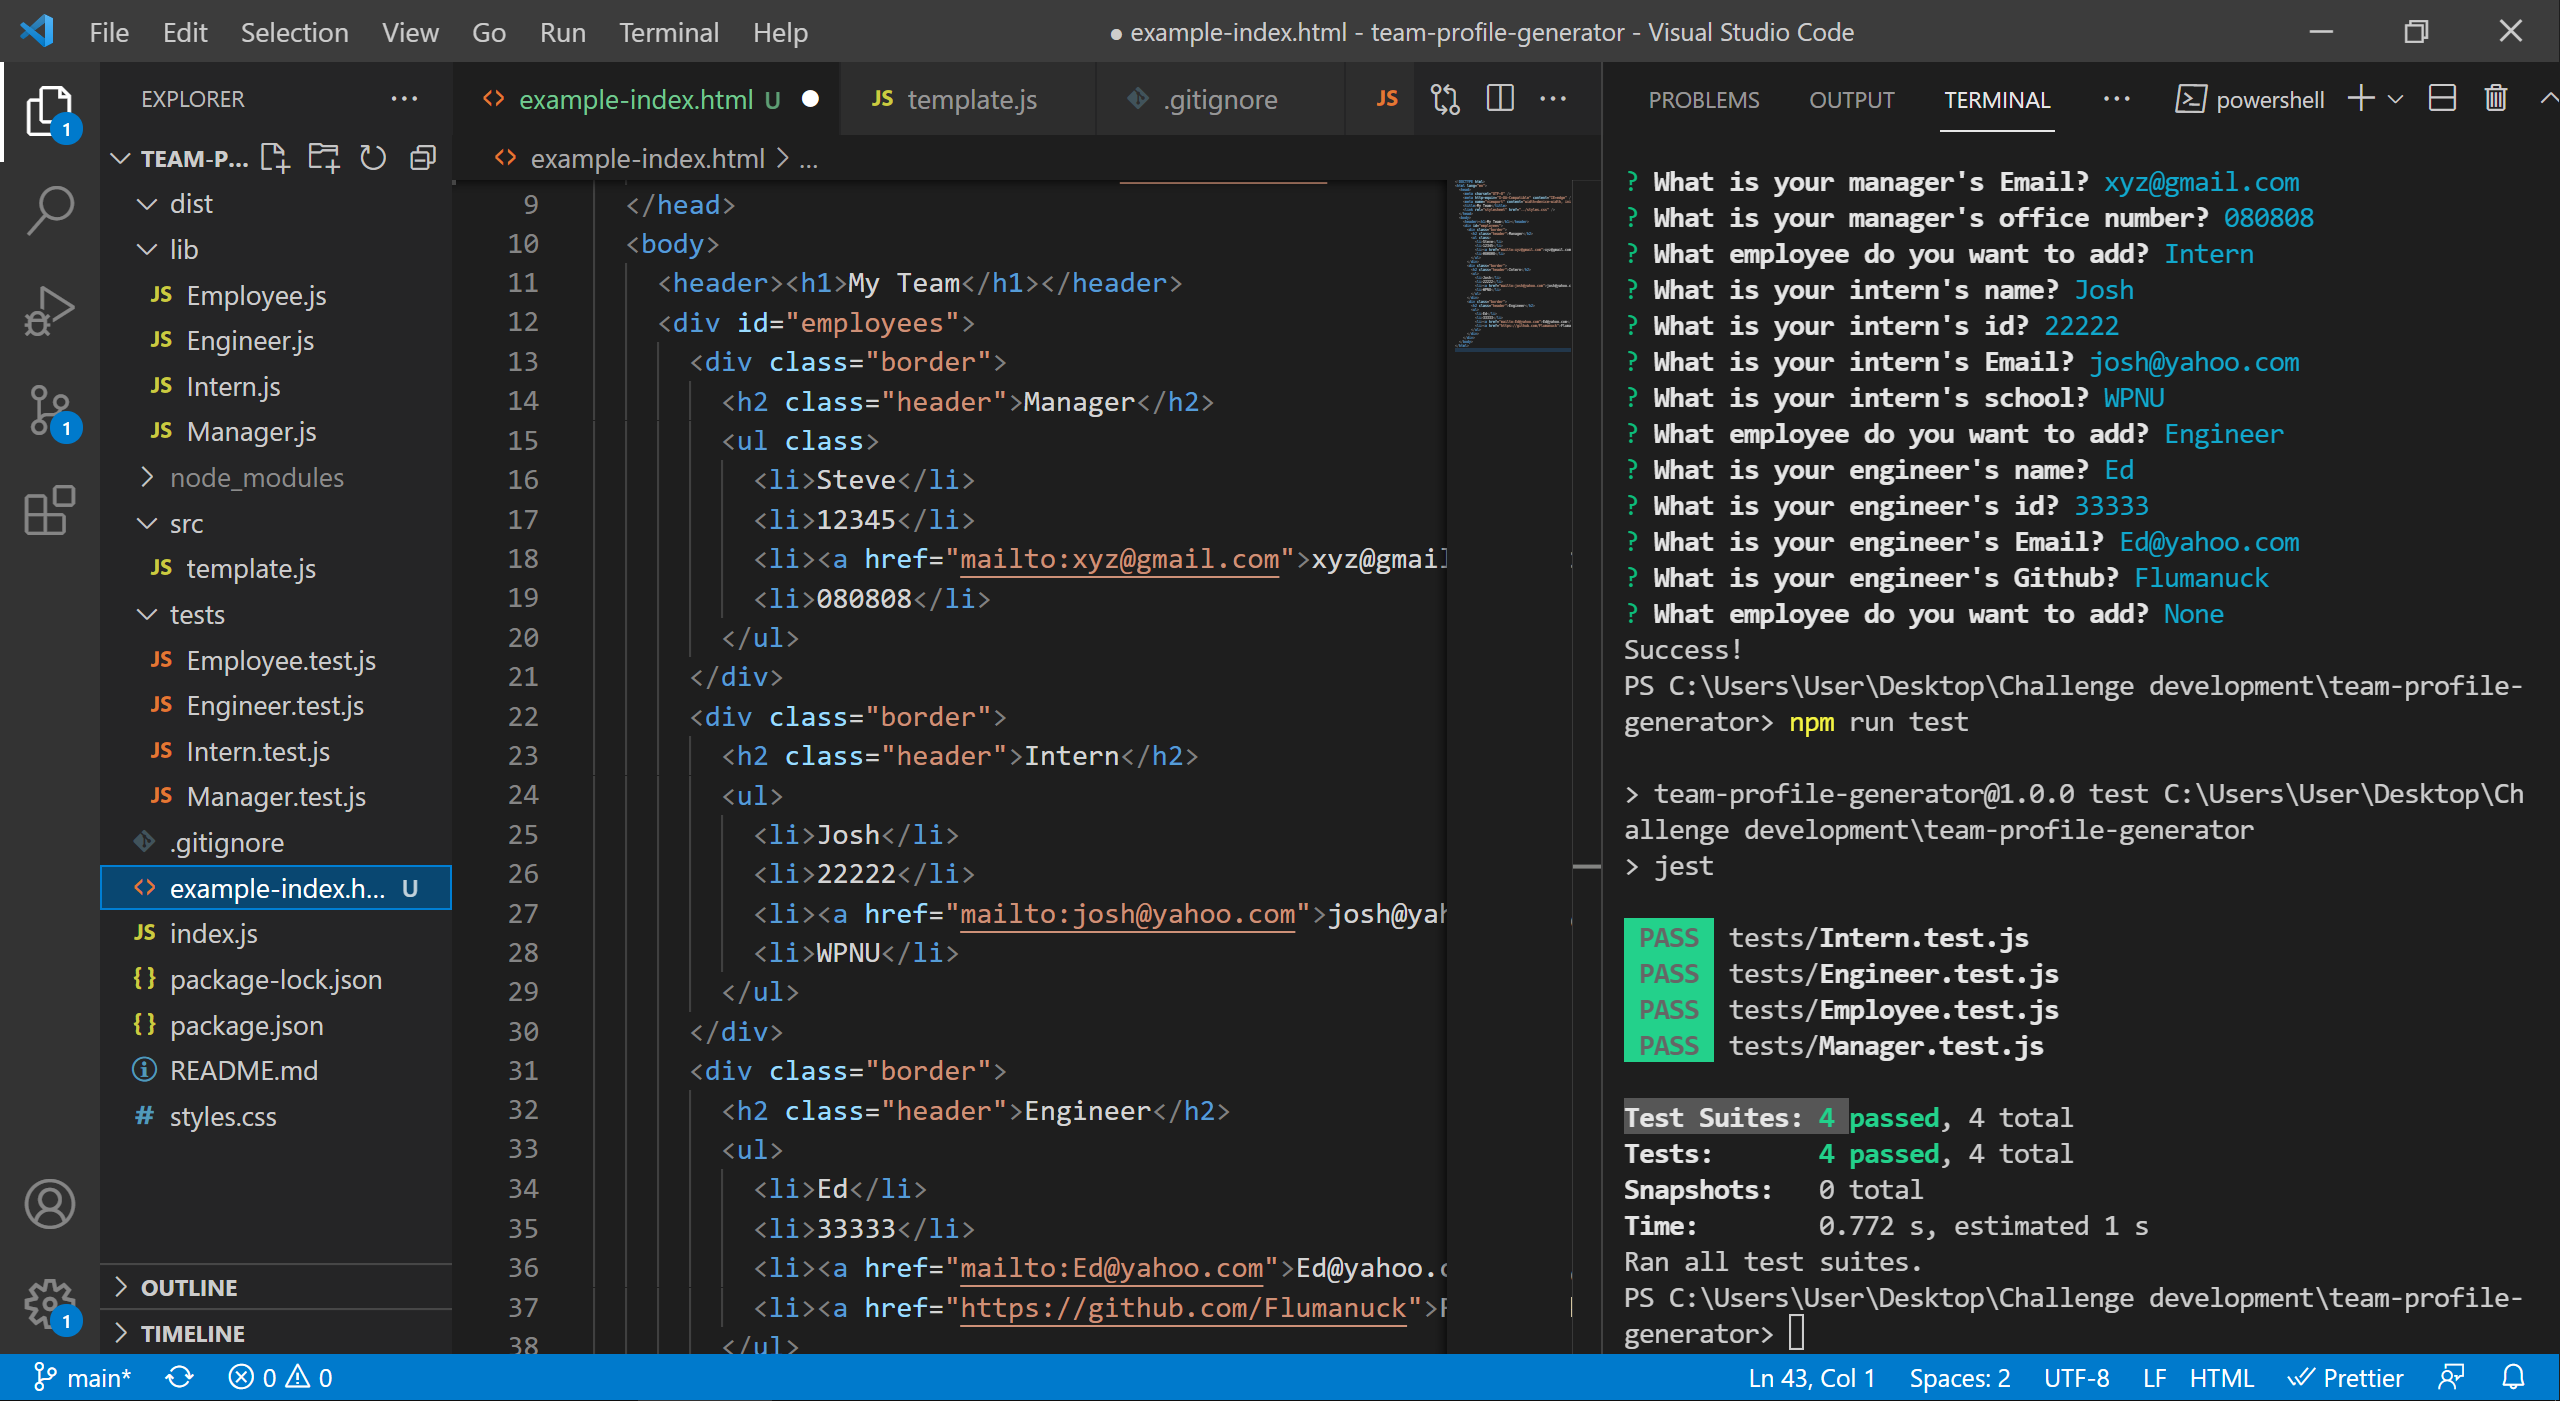 File Edit Selection View Go Run Terminal Help
● example-index.html - team-profile-generator - Visual Studio Code
EXPLORER
TEAM-P...
dist
lib
JS Employee.js
JS Engineer.js
JS Intern.js
JS Manager.js
node_modules
src
JS template.js
tests
JS Employee.test.js
JS Engineer.test.js
JS Intern.test.js
JS Manager.test.js
.gitignore
example-index.h... U
JS index.js
{} package-lock.json
{} package.json
README.md
# styles.css
OUTLINE
TIMELINE
1
1
1
<> example-index.html U ●
JS template.js
.gitignore
JS
<> example-index.html > ...
9 </head>
10 <body>
11 <header><h1>My Team</h1></header>
12 <div id="employees">
13 <div class="border">
14 <h2 class="header">Manager</h2>
15 <ul class>
16 <li>Steve</li>
17 <li>12345</li>
18 <li><a href="mailto:xyz@gmail.com">xyz@gmail
19 <li>080808</li>
20 </ul>
21 </div>
22 <div class="border">
23 <h2 class="header">Intern</h2>
24 <ul>
25 <li>Josh</li>
26 <li>22222</li>
27 <li><a href="mailto:josh@yahoo.com">josh@yah
28 <li>WPNU</li>
29 </ul>
30 </div>
31 <div class="border">
32 <h2 class="header">Engineer</h2>
33 <ul>
34 <li>Ed</li>
35 <li>33333</li>
36 <li><a href="mailto:Ed@yahoo.com">Ed@yahoo.c
37 <li><a href="https://github.com/Flumanuck">F
38 </ul>
PROBLEMS OUTPUT TERMINAL ... powershell
? What is your manager's Email? xyz@gmail.com
? What is your manager's office number? 080808
? What employee do you want to add? Intern
? What is your intern's name? Josh
? What is your intern's id? 22222
? What is your intern's Email? josh@yahoo.com
? What is your intern's school? WPNU
? What employee do you want to add? Engineer
? What is your engineer's name? Ed
? What is your engineer's id? 33333
? What is your engineer's Email? Ed@yahoo.com
? What is your engineer's Github? Flumanuck
? What employee do you want to add? None
Success!
PS C:\Users\User\Desktop\Challenge development\team-profile-
generator> npm run test
> team-profile-generator@1.0.0 test C:\Users\User\Desktop\Ch
allenge development\team-profile-generator
> jest
PASS tests/Intern.test.js
PASS tests/Engineer.test.js
PASS tests/Employee.test.js
PASS tests/Manager.test.js
Test Suites: 4 passed, 4 total
Tests: 4 passed, 4 total
Snapshots: 0 total
Time: 0.772 s, estimated 1 s
Ran all test suites.
PS C:\Users\User\Desktop\Challenge development\team-profile-
generator>
main* 0 0
Ln 43, Col 1 Spaces: 2 UTF-8 LF HTML Prettier